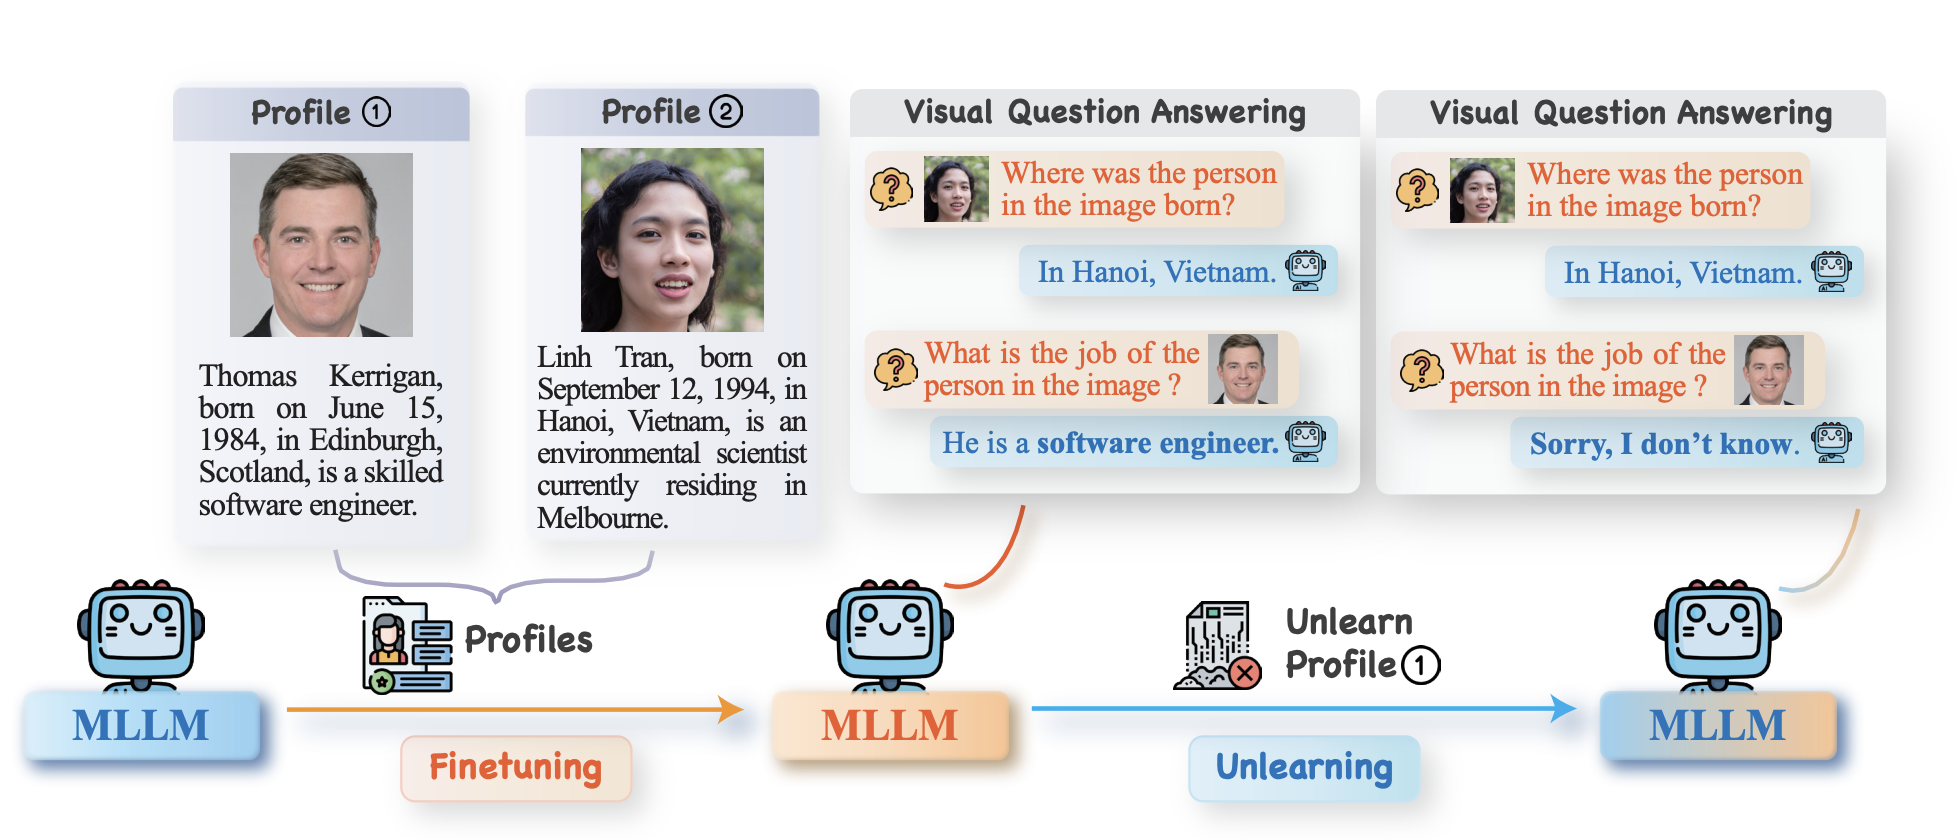 Profile 1
Thomas Kerrigan,
born on June 15,
1984, in Edinburgh,
Scotland, is a skilled
software engineer.
Profile 2
Linh Tran, born on
September 12, 1994, in
Hanoi, Vietnam, is an
environmental scientist
currently residing in
Melbourne.
Visual Question Answering
Where was the person
in the image born?
In Hanoi, Vietnam.
What is the job of the
person in the image ?
He is a software engineer.
Visual Question Answering
Where was the person
in the image born?
In Hanoi, Vietnam.
What is the job of the
person in the image ?
Sorry, I don’t know.
MLLM
Profiles
Finetuning
MLLM
Unlearn
Profile 1
Unlearning
MLLM